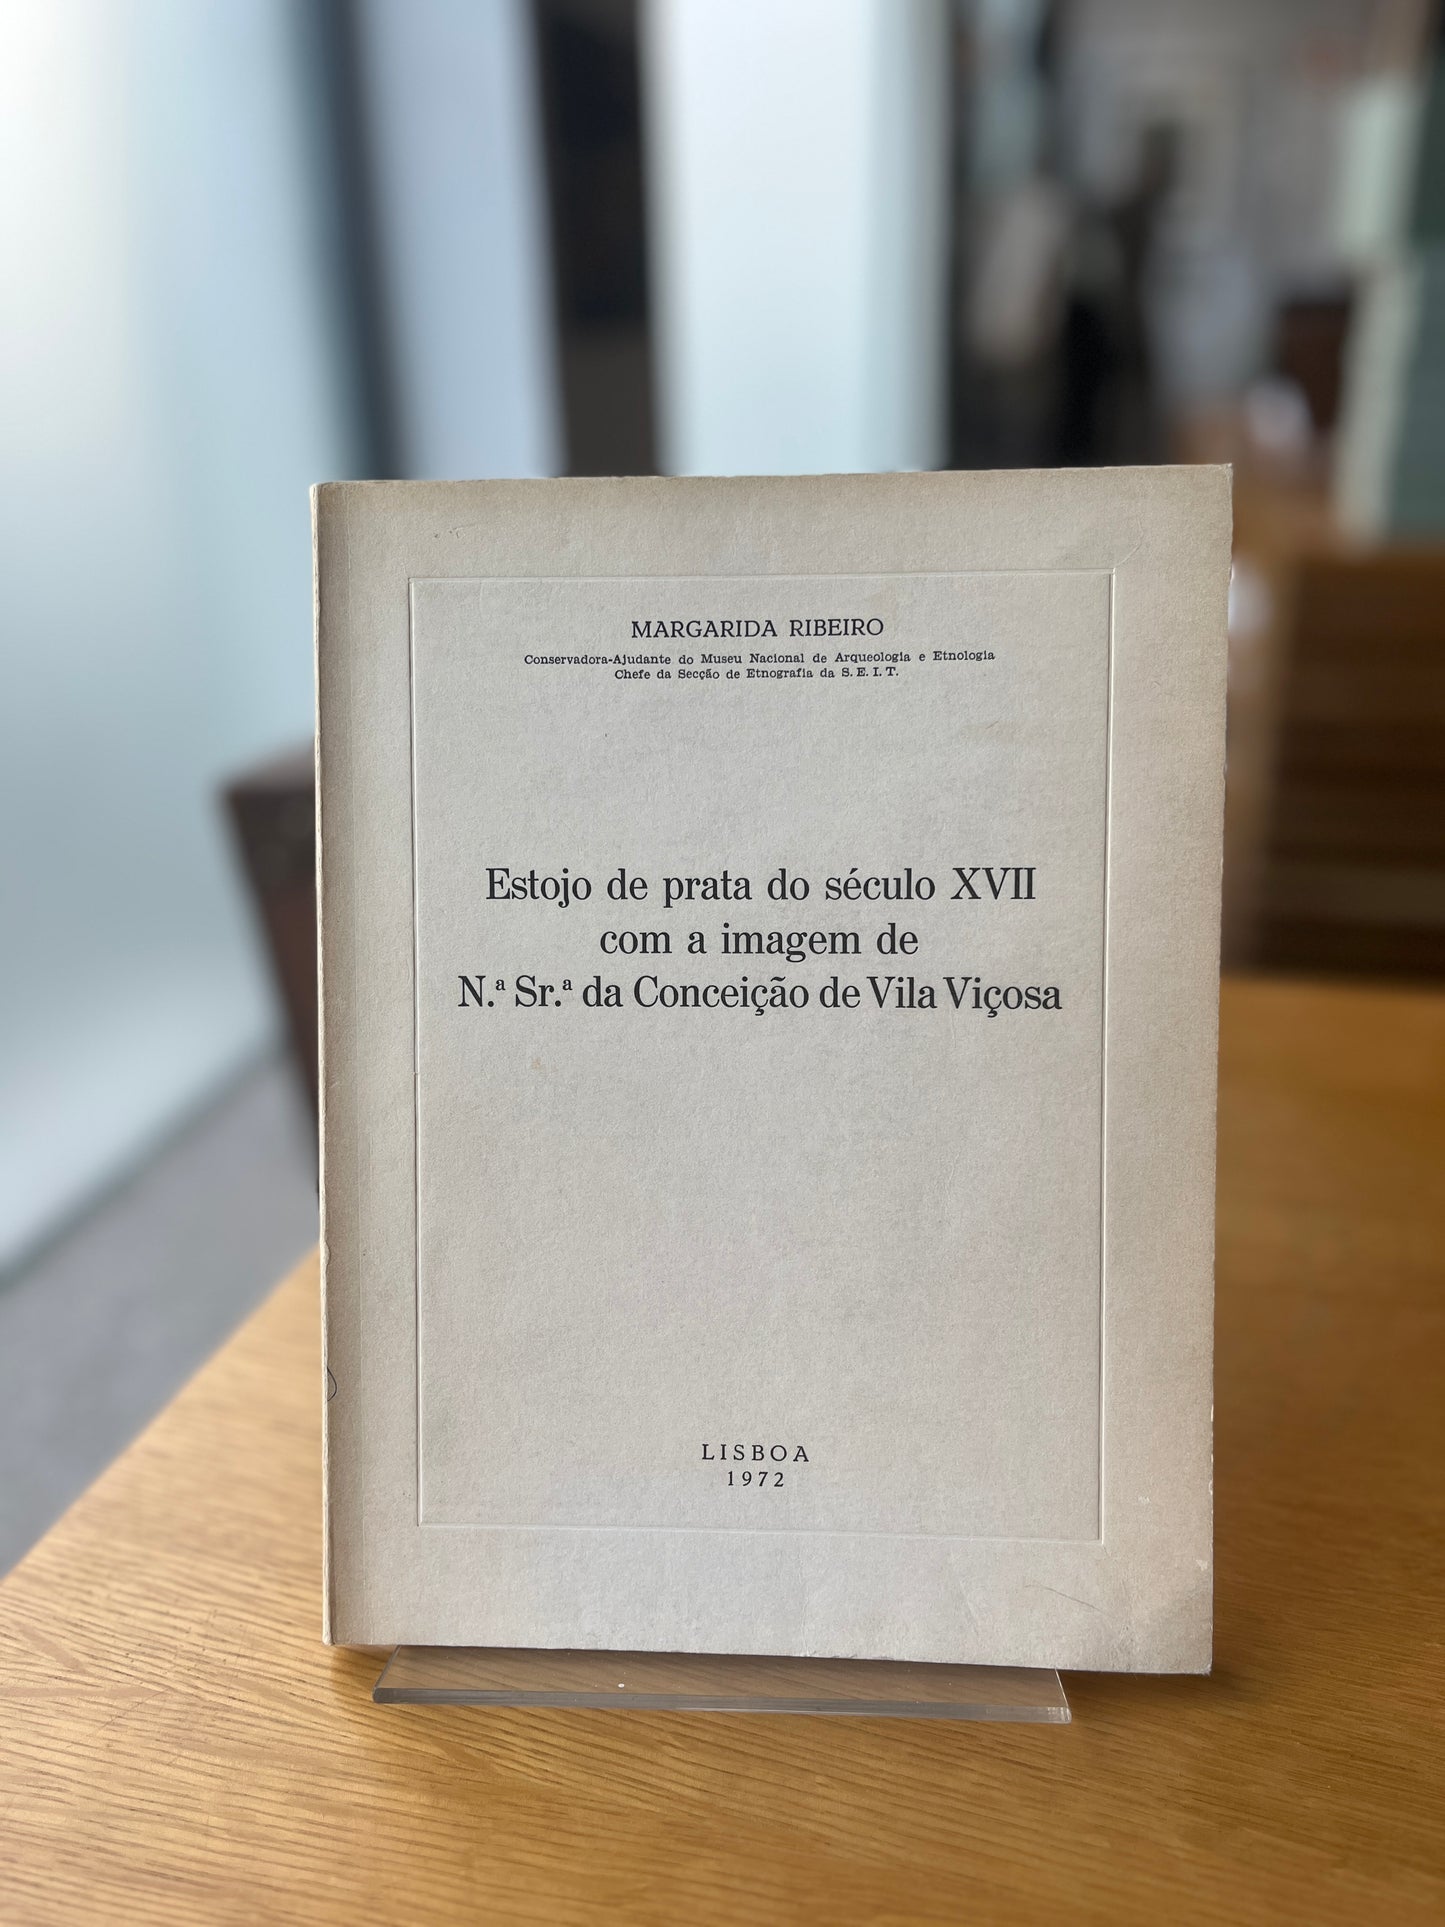 MARGARIDA RIBEIRO
Conservadora-Ajudante do Museu Nacional de Arqueologia e Etnologia
Chefe da Secção de Etnografia da S. E. I. T.
Estojo de prata do século XVII
com a imagem de
N.ª Sr.ª da Conceição de Vila Viçosa
LISBOA
1972